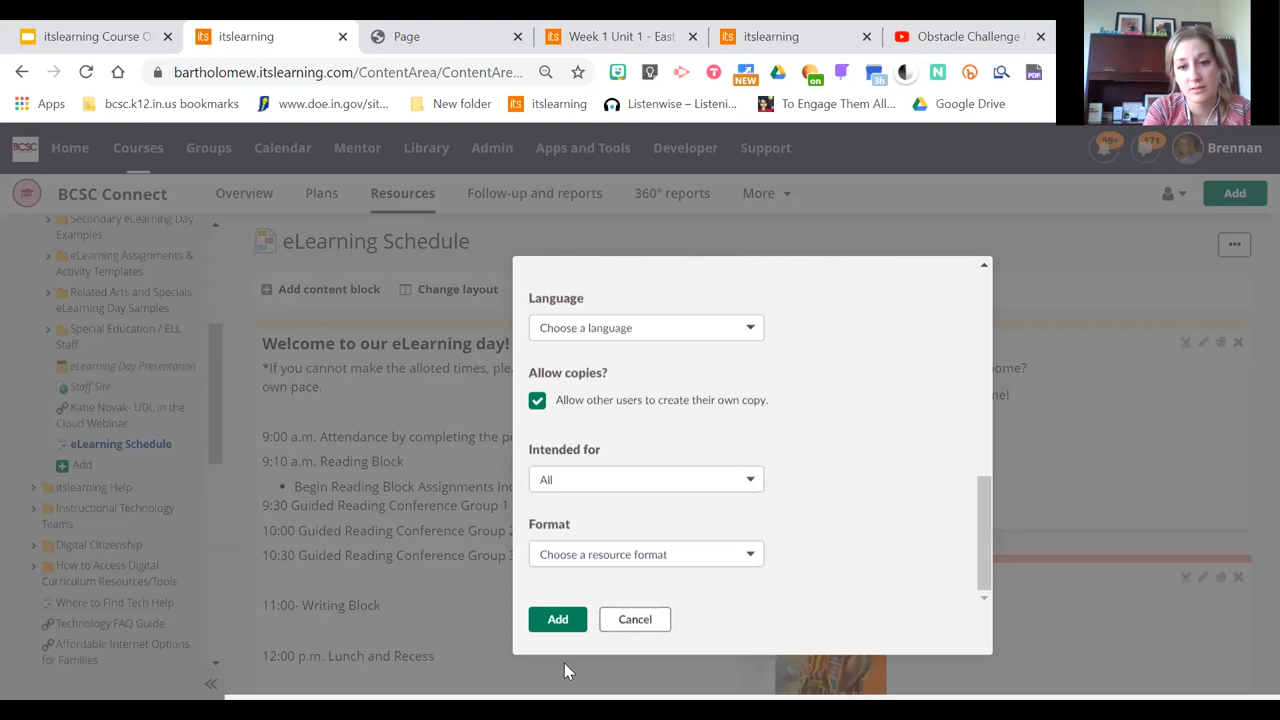 itslearning Course O
itslearning
Page
Week 1 Unit 1 - East
itslearning
Obstacle Challenge
bartholomew.itslearning.com/ContentArea/ContentAre...
NEW
on
3h
PDF
Apps
bcsc.k12.in.us bookmarks
www.doe.in.gov/sit...
New folder
itslearning
Listenwise – Listeni...
To Engage Them All...
Google Drive
BCSC
Home
Courses
Groups
Calendar
Mentor
Library
Admin
Apps and Tools
Developer
Support
99+
171
Brennan
BCSC Connect
Overview
Plans
Resources
Follow-up and reports
360° reports
More
Add
Secondary eLearning Day
Examples
eLearning Assignments &
Activity Templates
Related Arts and Specials
eLearning Day Samples
Special Education / ELL
Staff
eLearning Day Presentation
Staff Site
Katie Novak- UDL in the
Cloud Webinar
eLearning Schedule
Add
itslearning Help
Instructional Technology
Teams
Digital Citizenship
How to Access Digital
Curriculum Resources/Tools
Where to Find Tech Help
Technology FAQ Guide
Affordable Internet Options
for Families
eLearning Schedule
Add content block
Change layout
Welcome to our eLearning day!
*If you cannot make the alloted times, ple
own pace.
9:00 a.m. Attendance by completing the p
9:10 a.m. Reading Block
Begin Reading Block Assignments Inc
9:30 Guided Reading Conference Group 1
10:00 Guided Reading Conference Group 2
10:30 Guided Reading Conference Group 3
11:00- Writing Block
12:00 p.m. Lunch and Recess
ome?
e!
Language
Choose a language
Allow copies?
Allow other users to create their own copy.
Intended for
All
Format
Choose a resource format
Add
Cancel